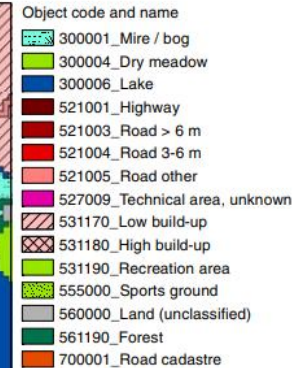 Object code and name
300001_Mire / bog
300004_Dry meadow
300006_Lake
521001_Highway
521003_Road > 6 m
521004_Road 3-6 m
521005_Road other
527009_Technical area, unknown
531170_Low build-up
531180_High build-up
531190_Recreation area
555000_Sports ground
560000_Land (unclassified)
561190_Forest
700001_Road cadastre